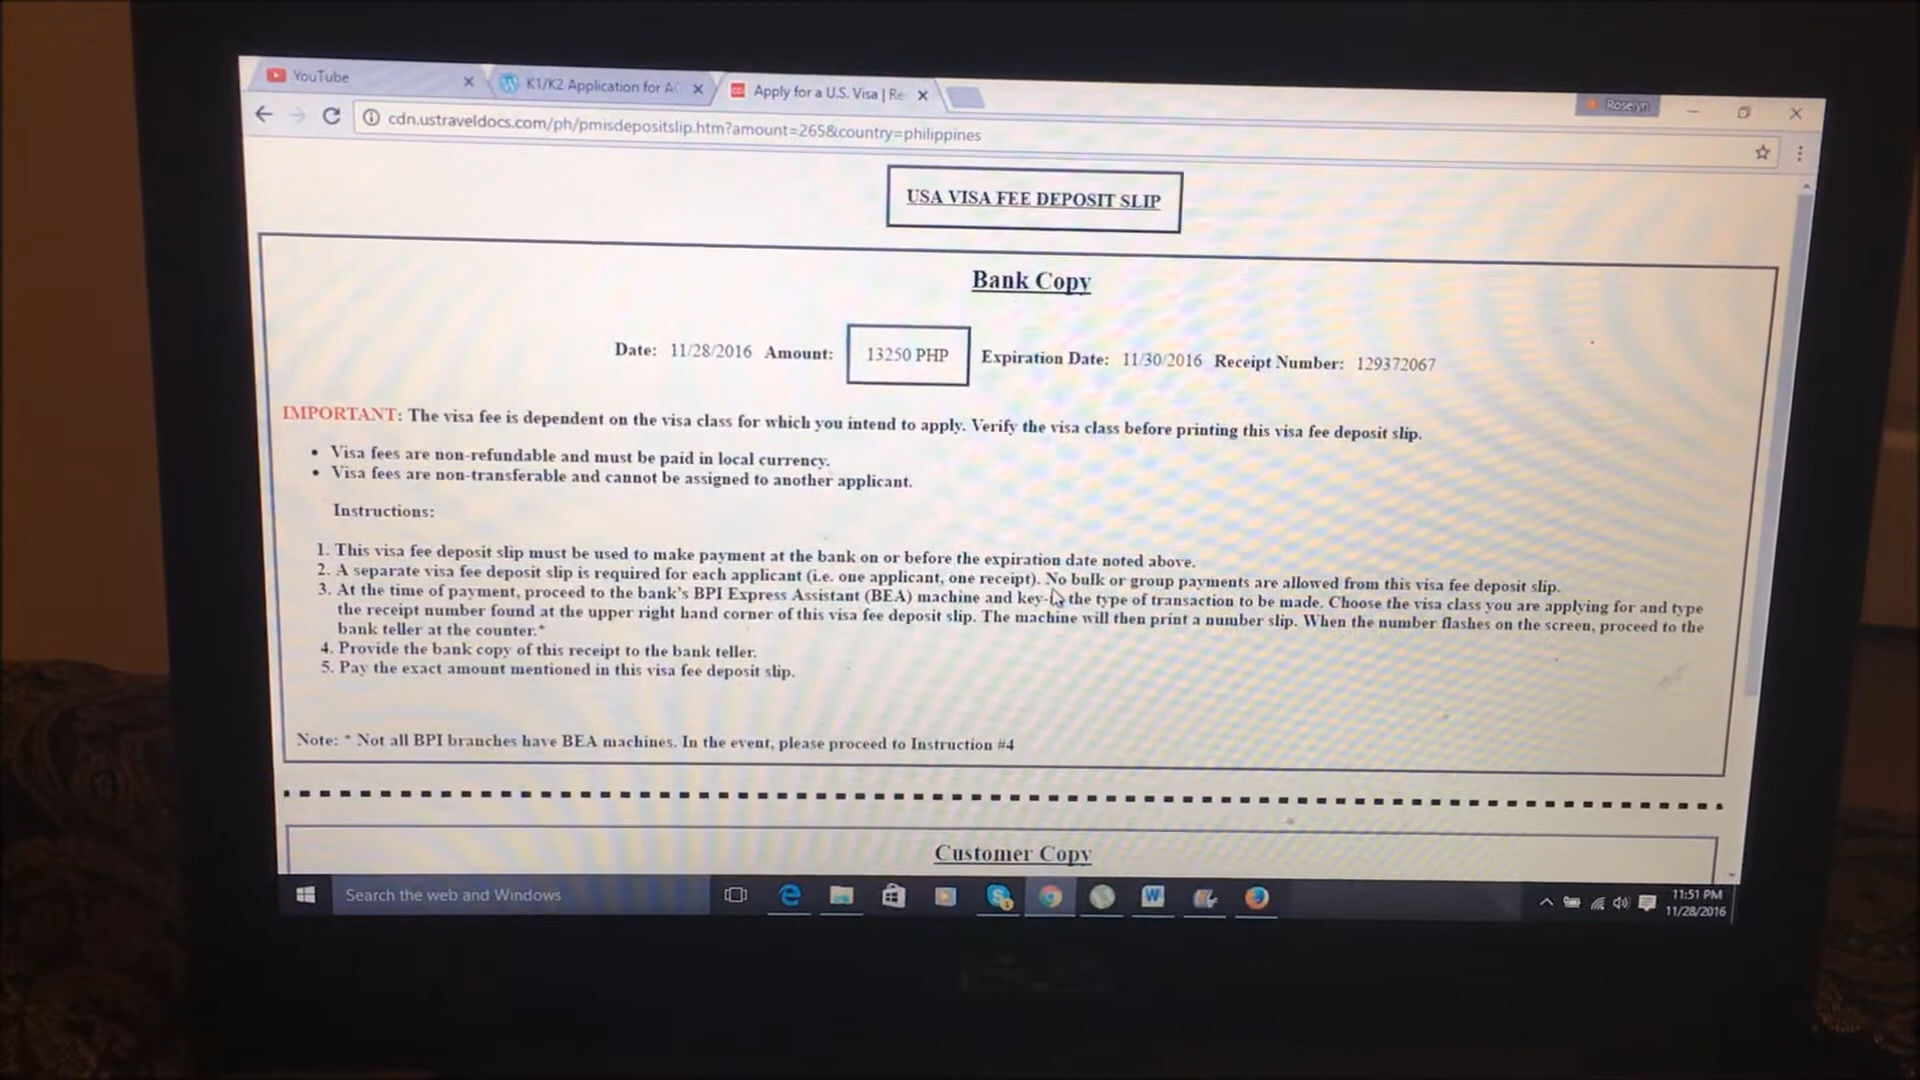 YouTube
K1/K2 Application for AO
Apply for a U.S. Visa | Re
Roselyn
cdn.ustraveldocs.com/ph/pmisdepositslip.htm?amount=265&country=philippines
USA VISA FEE DEPOSIT SLIP
Bank Copy
Date: 11/28/2016 Amount: 13250 PHP Expiration Date: 11/30/2016 Receipt Number: 129372067
IMPORTANT: The visa fee is dependent on the visa class for which you intend to apply. Verify the visa class before printing this visa fee deposit slip.
• Visa fees are non-refundable and must be paid in local currency.
• Visa fees are non-transferable and cannot be assigned to another applicant.
Instructions:
1. This visa fee deposit slip must be used to make payment at the bank on or before the expiration date noted above.
2. A separate visa fee deposit slip is required for each applicant (i.e. one applicant, one receipt). No bulk or group payments are allowed from this visa fee deposit slip.
3. At the time of payment, proceed to the bank's BPI Express Assistant (BEA) machine and key-in the type of transaction to be made. Choose the visa class you are applying for and type
the receipt number found at the upper right hand corner of this visa fee deposit slip. The machine will then print a number slip. When the number flashes on the screen, proceed to the
bank teller at the counter.*
4. Provide the bank copy of this receipt to the bank teller.
5. Pay the exact amount mentioned in this visa fee deposit slip.
Note: * Not all BPI branches have BEA machines. In the event, please proceed to Instruction #4
Customer Copy
Search the web and Windows
11:51 PM
11/28/2016